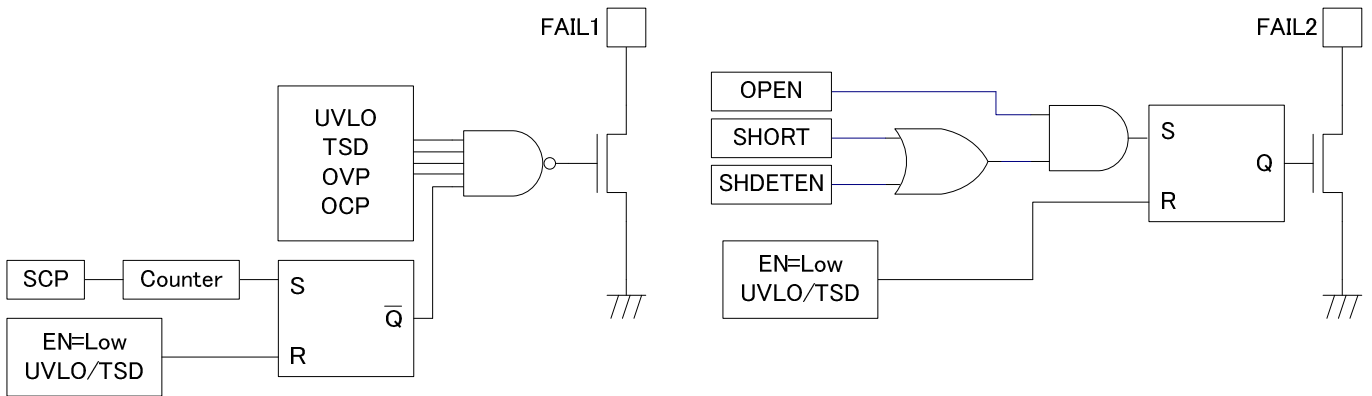 FAIL1
UVLO
TSD
OVP
OCP
SCP
Counter
S
R
Q̅
EN=Low
UVLO/TSD
FAIL2
OPEN
SHORT
SHDETEN
S
R
Q
EN=Low
UVLO/TSD